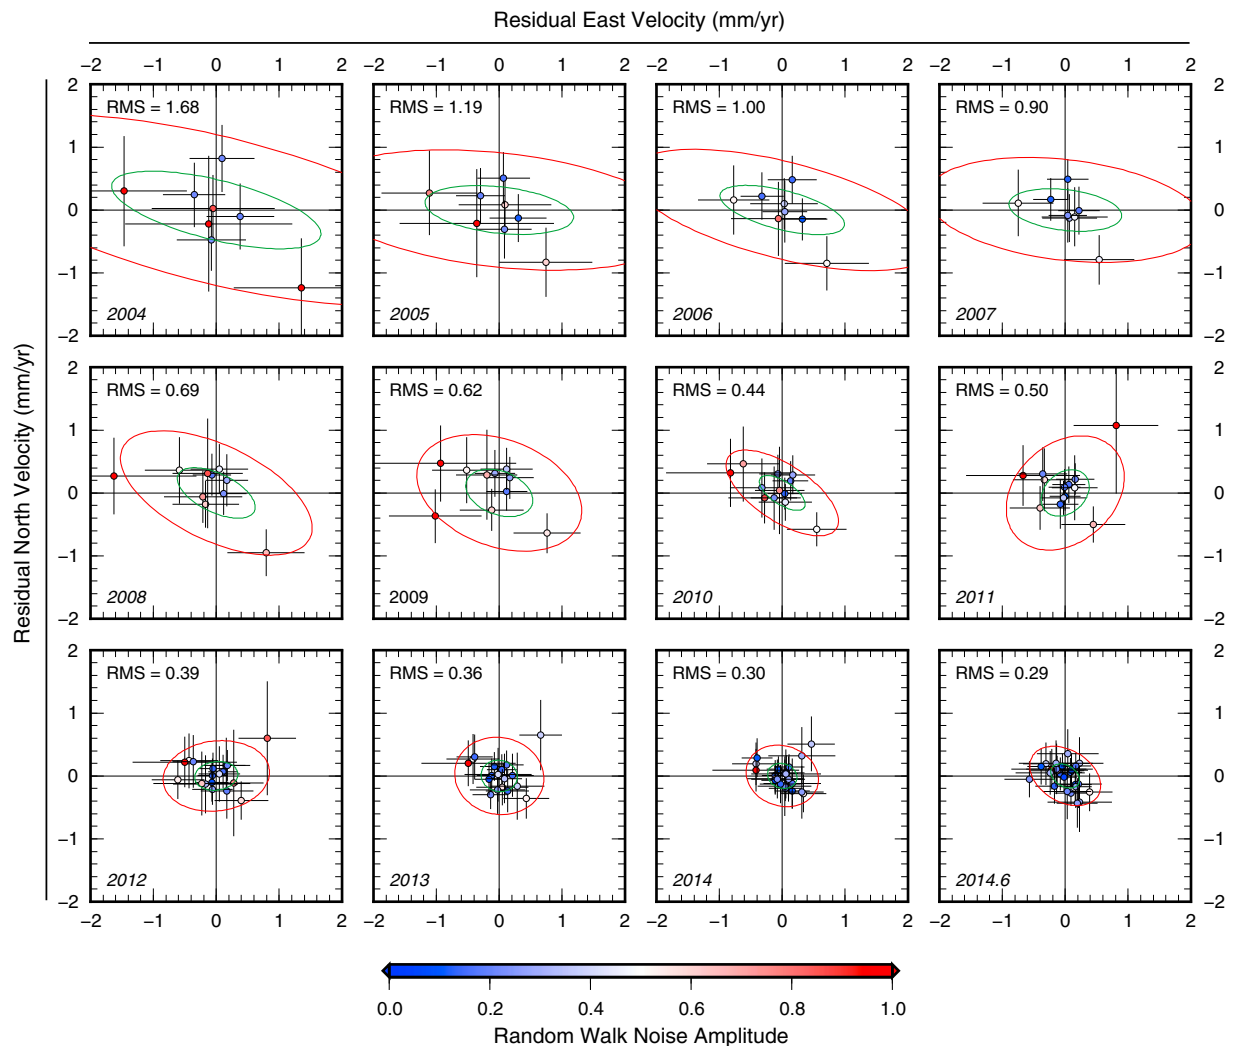 Residual East Velocity (mm/yr)
−2 −1 0 1 2 −2 −1 0 1 2 −2 −1 0 1 2 −2 −1 0 1 2
Residual North Velocity (mm/yr)
2 2
RMS = 1.68 RMS = 1.19 RMS = 1.00 RMS = 0.90
1 1
0 0
−1 −1
2004 2005 2006 2007
−2 −2
2 2
RMS = 0.69 RMS = 0.62 RMS = 0.44 RMS = 0.50
1 1
0 0
−1 −1
2008 2009 2010 2011
−2 −2
2 2
RMS = 0.39 RMS = 0.36 RMS = 0.30 RMS = 0.29
1 1
0 0
−1 −1
2012 2013 2014 2014.6
−2 −2
−2 −1 0 1 2 −2 −1 0 1 2 −2 −1 0 1 2 −2 −1 0 1 2
0.0 0.2 0.4 0.6 0.8 1.0
Random Walk Noise Amplitude